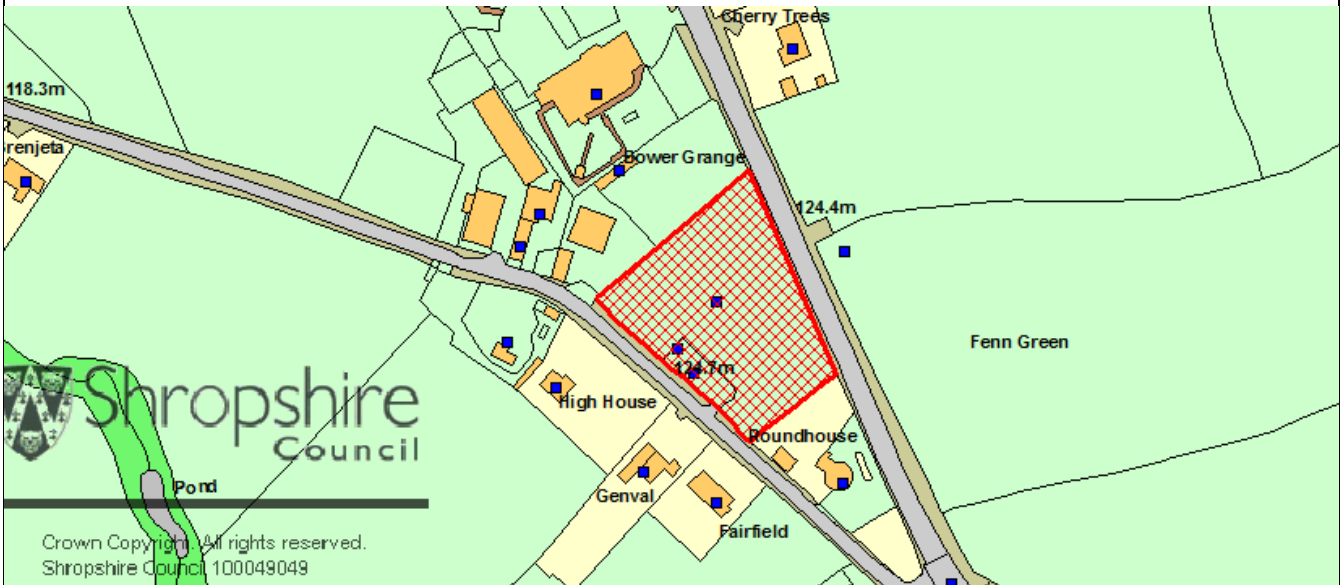 Cherry Trees
118.3m
renjeta
Bower Grange
124.4m
Fenn Green
124.7m
Shropshire
Council
High House
Roundhouse
Pond
Genval
Fairfield
Crown Copyright. All rights reserved.
Shropshire Council 100049049